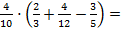 4/10 · (2/3 + 4/12 − 3/5) =